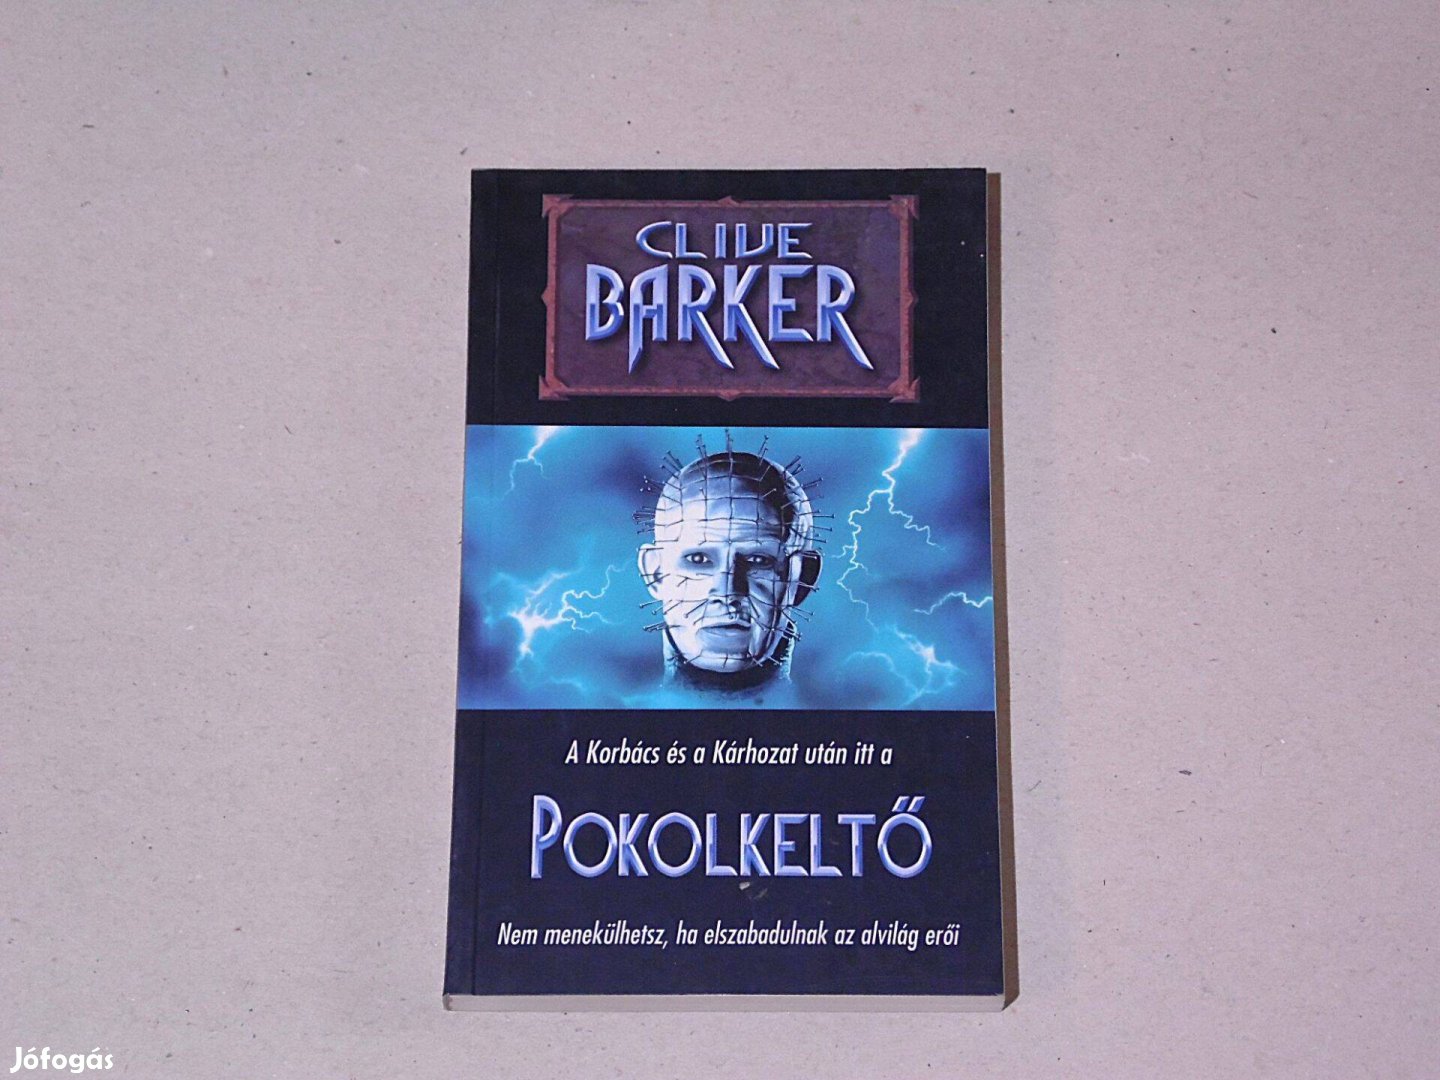 CLIVE
BARKER
A Korbács és a Kárhozat után itt a
POKOLKELTŐ
Nem menekülhetsz, ha elszabadulnak az alvilág erői
Jófogás